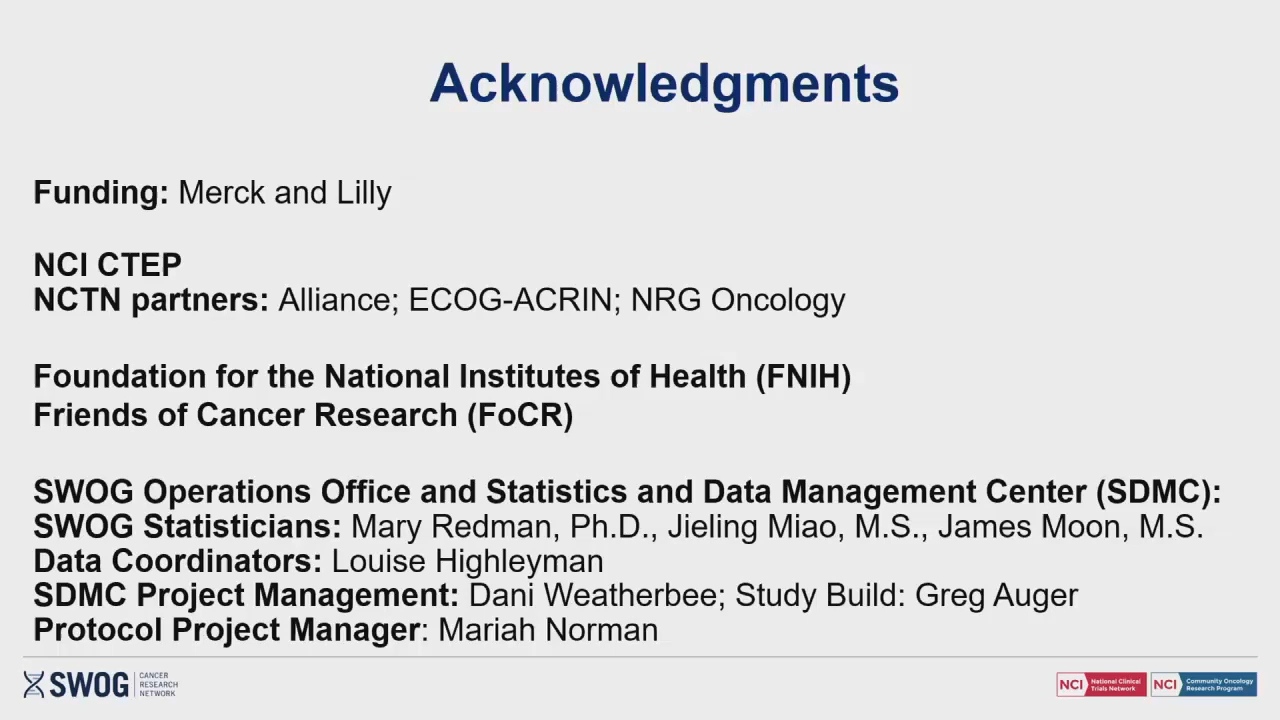 Acknowledgments
Funding: Merck and Lilly
NCI CTEP
NCTN partners: Alliance; ECOG-ACRIN; NRG Oncology
Foundation for the National Institutes of Health (FNIH)
Friends of Cancer Research (FoCR)
SWOG Operations Office and Statistics and Data Management Center (SDMC):
SWOG Statisticians: Mary Redman, Ph.D., Jieling Miao, M.S., James Moon, M.S.
Data Coordinators: Louise Highleyman
SDMC Project Management: Dani Weatherbee; Study Build: Greg Auger
Protocol Project Manager: Mariah Norman
SWOG
CANCER
RESEARCH
NETWORK
NCI
National Clinical
Trials Network
NCI
Community Oncology
Research Program